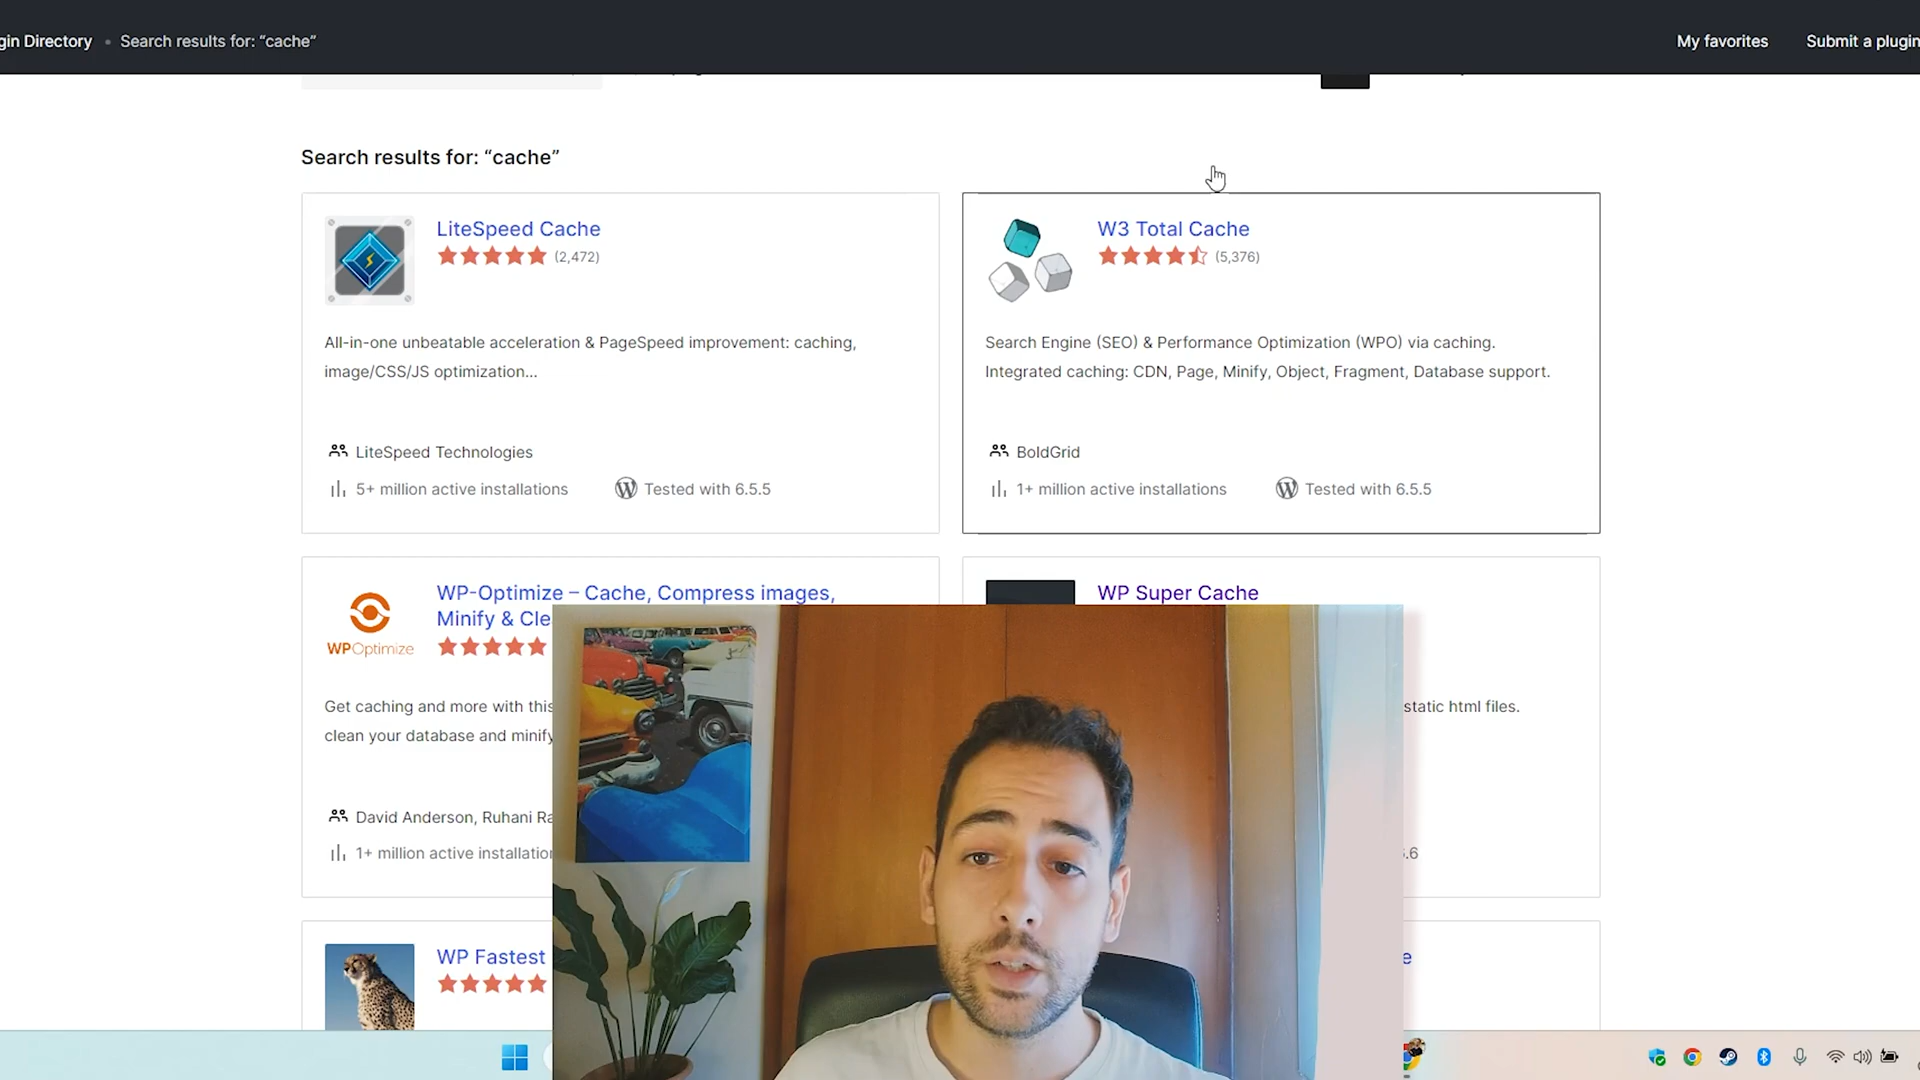 gin Directory • Search results for: “cache”
My favorites
Submit a plugin
Search results for: “cache”
LiteSpeed Cache
(2,472)
All-in-one unbeatable acceleration & PageSpeed improvement: caching,
image/CSS/JS optimization...
LiteSpeed Technologies
5+ million active installations
Tested with 6.5.5
W3 Total Cache
(5,376)
Search Engine (SEO) & Performance Optimization (WPO) via caching.
Integrated caching: CDN, Page, Minify, Object, Fragment, Database support.
BoldGrid
1+ million active installations
Tested with 6.5.5
WPOptimize
WP-Optimize – Cache, Compress images,
Minify & Cle
Get caching and more with this
clean your database and minify
David Anderson, Ruhani Ra
1+ million active installation
WP Super Cache
static html files.
.6
WP Fastest
e